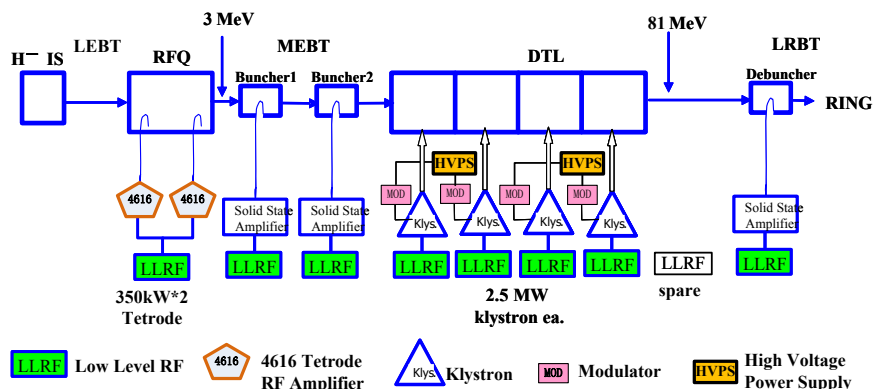 3 MeV
81 MeV
LEBT
MEBT
LRBT
H— IS
RFQ
Buncher1
Buncher2
DTL
Debuncher
RING
HVPS
HVPS
MOD
MOD
MOD
MOD
4616
4616
Solid State
Amplifier
Solid State
Amplifier
Klys.
Klys.
Klys.
Klys.
Solid State
Amplifier
LLRF
LLRF
LLRF
LLRF
LLRF
LLRF
LLRF
LLRF
LLRF
350kW*2
Tetrode
2.5 MW
klystron ea.
spare
LLRF
Low Level RF
4616
4616 Tetrode
RF Amplifier
Klys.
Klystron
MOD
Modulator
HVPS
High Voltage
Power Supply